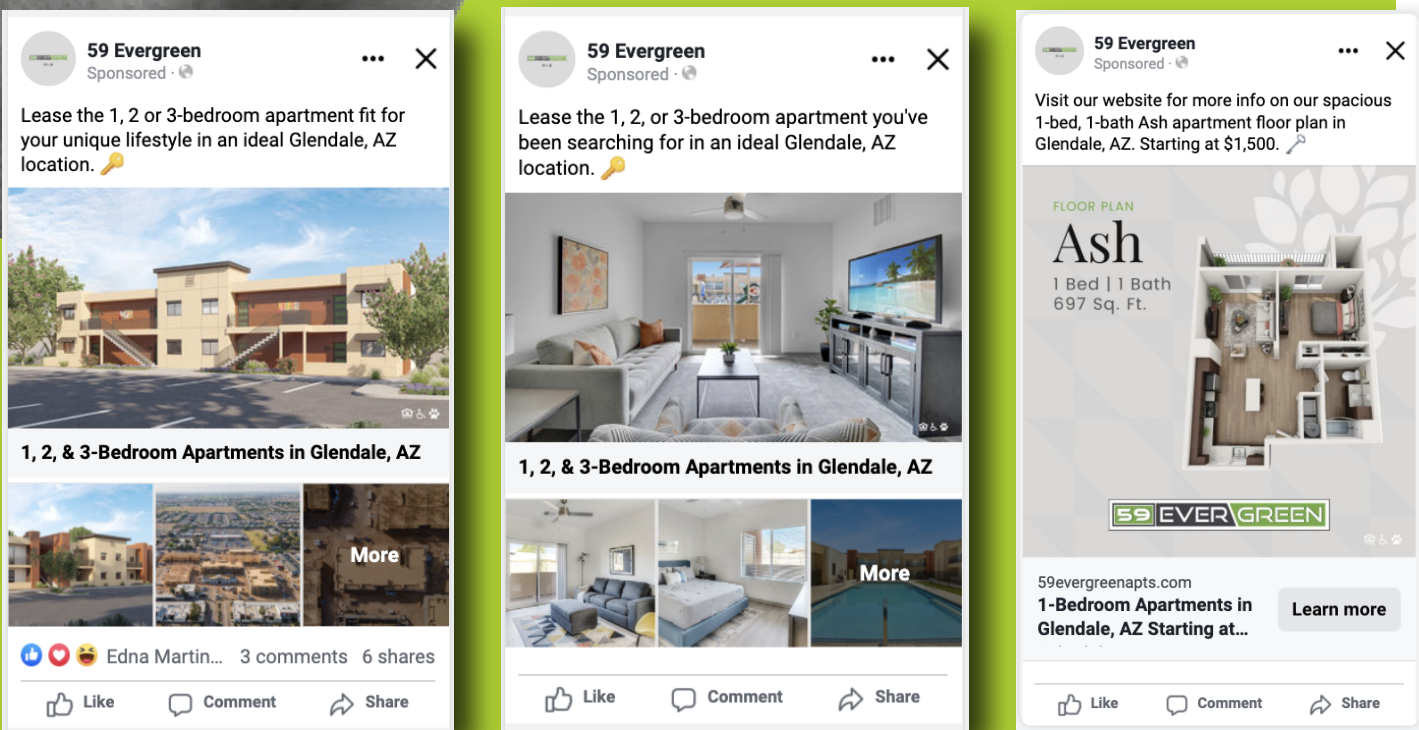 59 Evergreen
Sponsored ·
Lease the 1, 2 or 3-bedroom apartment fit for
your unique lifestyle in an ideal Glendale, AZ
location. 🔑
1, 2, & 3-Bedroom Apartments in Glendale, AZ
More
Edna Martin... 3 comments 6 shares
Like Comment Share
59 Evergreen
Sponsored ·
Lease the 1, 2, or 3-bedroom apartment you've
been searching for in an ideal Glendale, AZ
location. 🔑
1, 2, & 3-Bedroom Apartments in Glendale, AZ
More
Like Comment Share
59 Evergreen
Sponsored ·
Visit our website for more info on our spacious
1-bed, 1-bath Ash apartment floor plan in
Glendale, AZ. Starting at $1,500. 🗝️
FLOOR PLAN
Ash
1 Bed | 1 Bath
697 Sq. Ft.
59 EVERGREEN
59evergreenapts.com
1-Bedroom Apartments in
Glendale, AZ Starting at...
Learn more
Like Comment Share